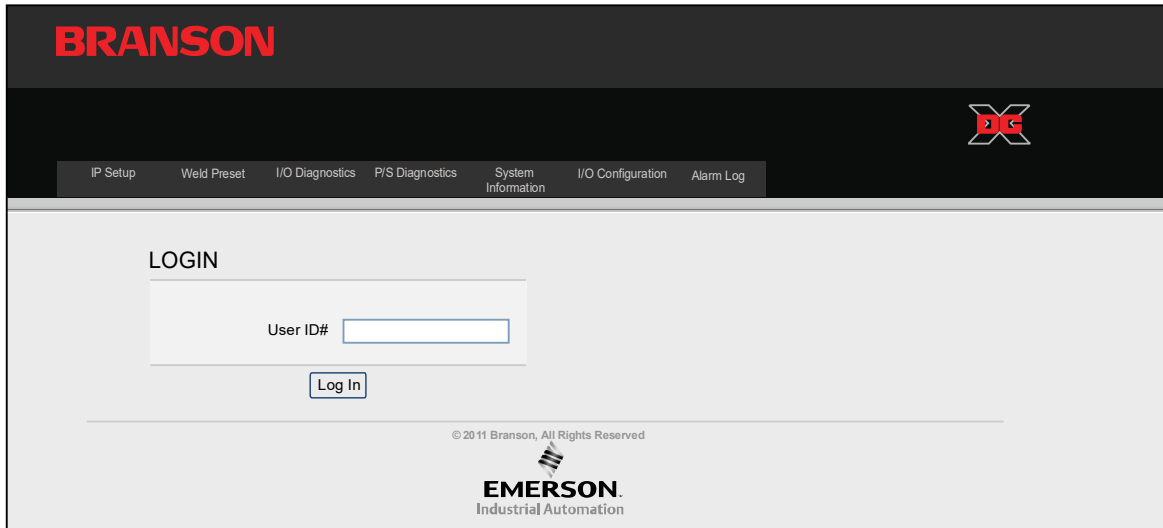 BRANSON
DG X
IP Setup
Weld Preset
I/O Diagnostics
P/S Diagnostics
System
Information
I/O Configuration
Alarm Log
LOGIN
User ID#
Log In
© 2011 Branson, All Rights Reserved
EMERSON.
Industrial Automation